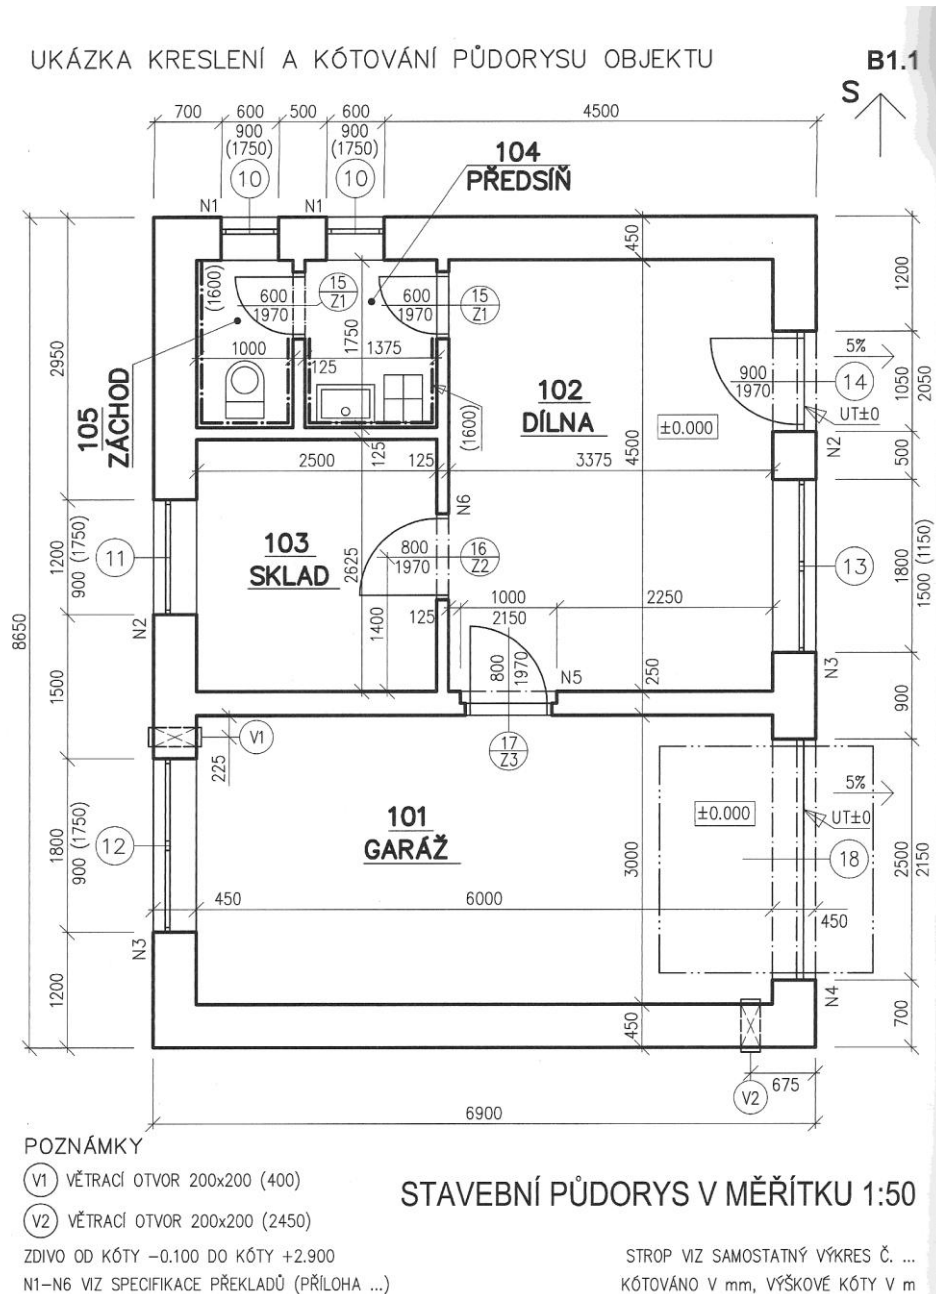 UKÁZKA KRESLENÍ A KÓTOVÁNÍ PŮDORYSU OBJEKTU
B1.1
S
700
600
500
600
4500
900
(1750)
900
(1750)
10
10
104
PŘEDSÍŇ
N1
N1
450
1200
2950
(1600)
600
1970
15
Z1
600
1970
15
Z1
1750
1000
125
1375
105
ZÁCHOD
102
DÍLNA
±0.000
(1600)
900
1970
14
5%
UT±0
1050
2050
N2
500
125
2500
125
3375
4500
N6
103
SKLAD
800
1970
16
Z2
2625
1400
125
11
1200
900 (1750)
N2
13
1800
1500 (1150)
N3
1000
2150
2250
800
1970
N5
250
8650
1500
900
V1
225
17
Z3
101
GARÁŽ
±0.000
5%
UT±0
18
12
1800
900 (1750)
3000
2500
2150
450
6000
450
N3
N4
1200
450
700
675
V2
6900
POZNÁMKY
V1 VĚTRACÍ OTVOR 200x200 (400)
V2 VĚTRACÍ OTVOR 200x200 (2450)
ZDIVO OD KÓTY −0.100 DO KÓTY +2.900
N1−N6 VIZ SPECIFIKACE PŘEKLADŮ (PŘÍLOHA ...)
STAVEBNÍ PŮDORYS V MĚŘÍTKU 1:50
STROP VIZ SAMOSTATNÝ VÝKRES Č. ...
KÓTOVÁNO V mm, VÝŠKOVÉ KÓTY V m